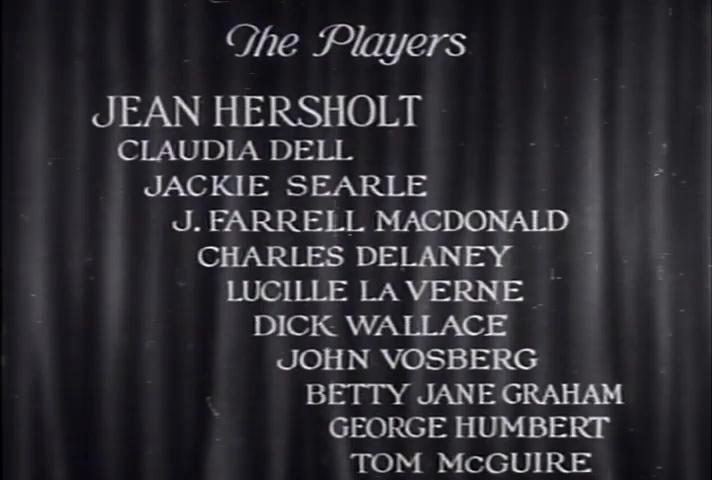 The Players
JEAN HERSHOLT
CLAUDIA DELL
JACKIE SEARLE
J. FARRELL MACDONALD
CHARLES DELANEY
LUCILLE LA VERNE
DICK WALLACE
JOHN VOSBERG
BETTY JANE GRAHAM
GEORGE HUMBERT
TOM McGUIRE